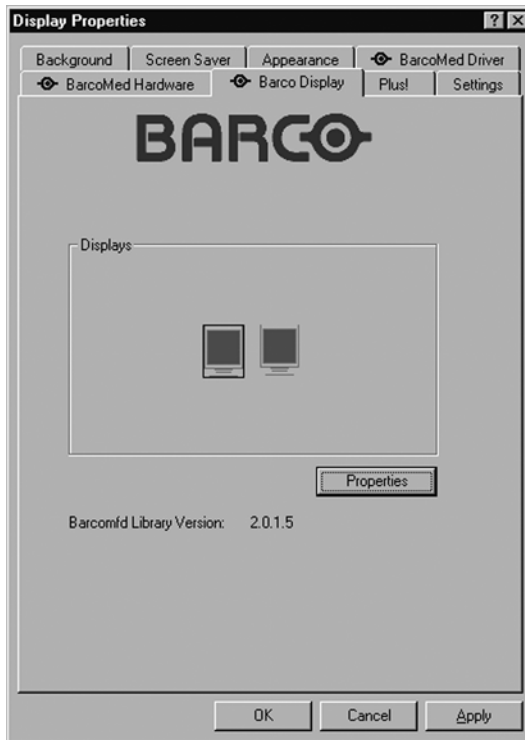 Display Properties
Background Screen Saver Appearance BarcoMed Driver
BarcoMed Hardware Barco Display Plus! Settings
BARCO
Displays
Properties
Barcomfd Library Version: 2.0.1.5
OK Cancel Apply